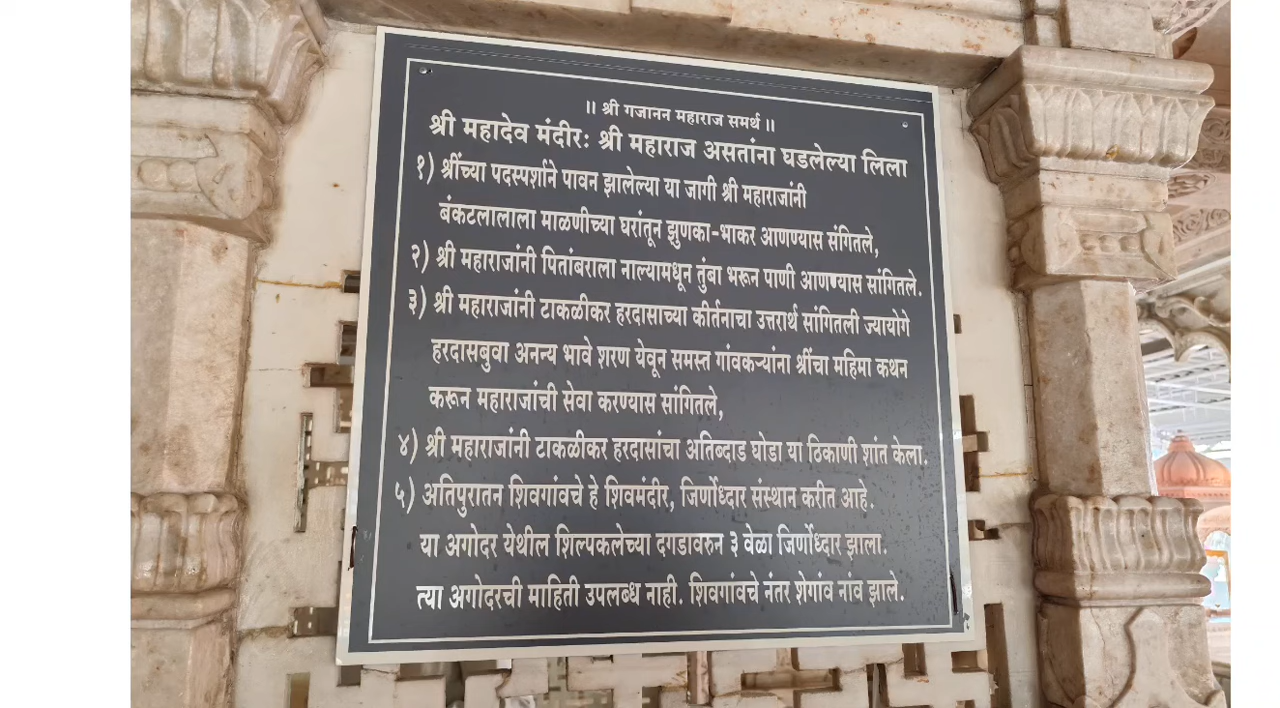 ॥ श्री गजानन महाराज समर्थ ॥
श्री महादेव मंदीर: श्री महाराज असतांना घडलेल्या लिला
१) श्रींच्या पदस्पर्शाने पावन झालेल्या या जागी श्री महाराजांनी
बंकटलालाला माळणीच्या घरांतून झुणका-भाकर आणण्यास संगितले,
२) श्री महाराजांनी पितांबराला नाल्यामधून तुंबा भरून पाणी आणण्यास सांगितले.
३) श्री महाराजांनी टाकळीकर हरदासाच्या कीर्तनाचा उत्तरार्थ सांगितली ज्यायोगे
हरदासबुवा अनन्य भावे शरण येवून समस्त गांवकऱ्यांना श्रींचा महिमा कथन
करून महाराजांची सेवा करण्यास सांगितले,
४) श्री महाराजांनी टाकळीकर हरदासांचा अतिब्दाड घोडा या ठिकाणी शांत केला.
५) अतिपुरातन शिवगांवचे हे शिवमंदीर, जिर्णोध्दार संस्थान करीत आहे.
या अगोदर येथील शिल्पकलेच्या दगडावरुन ३ वेळा जिर्णोध्दार झाला.
त्या अगोदरची माहिती उपलब्ध नाही. शिवगांवचे नंतर शेगांव नांव झाले.